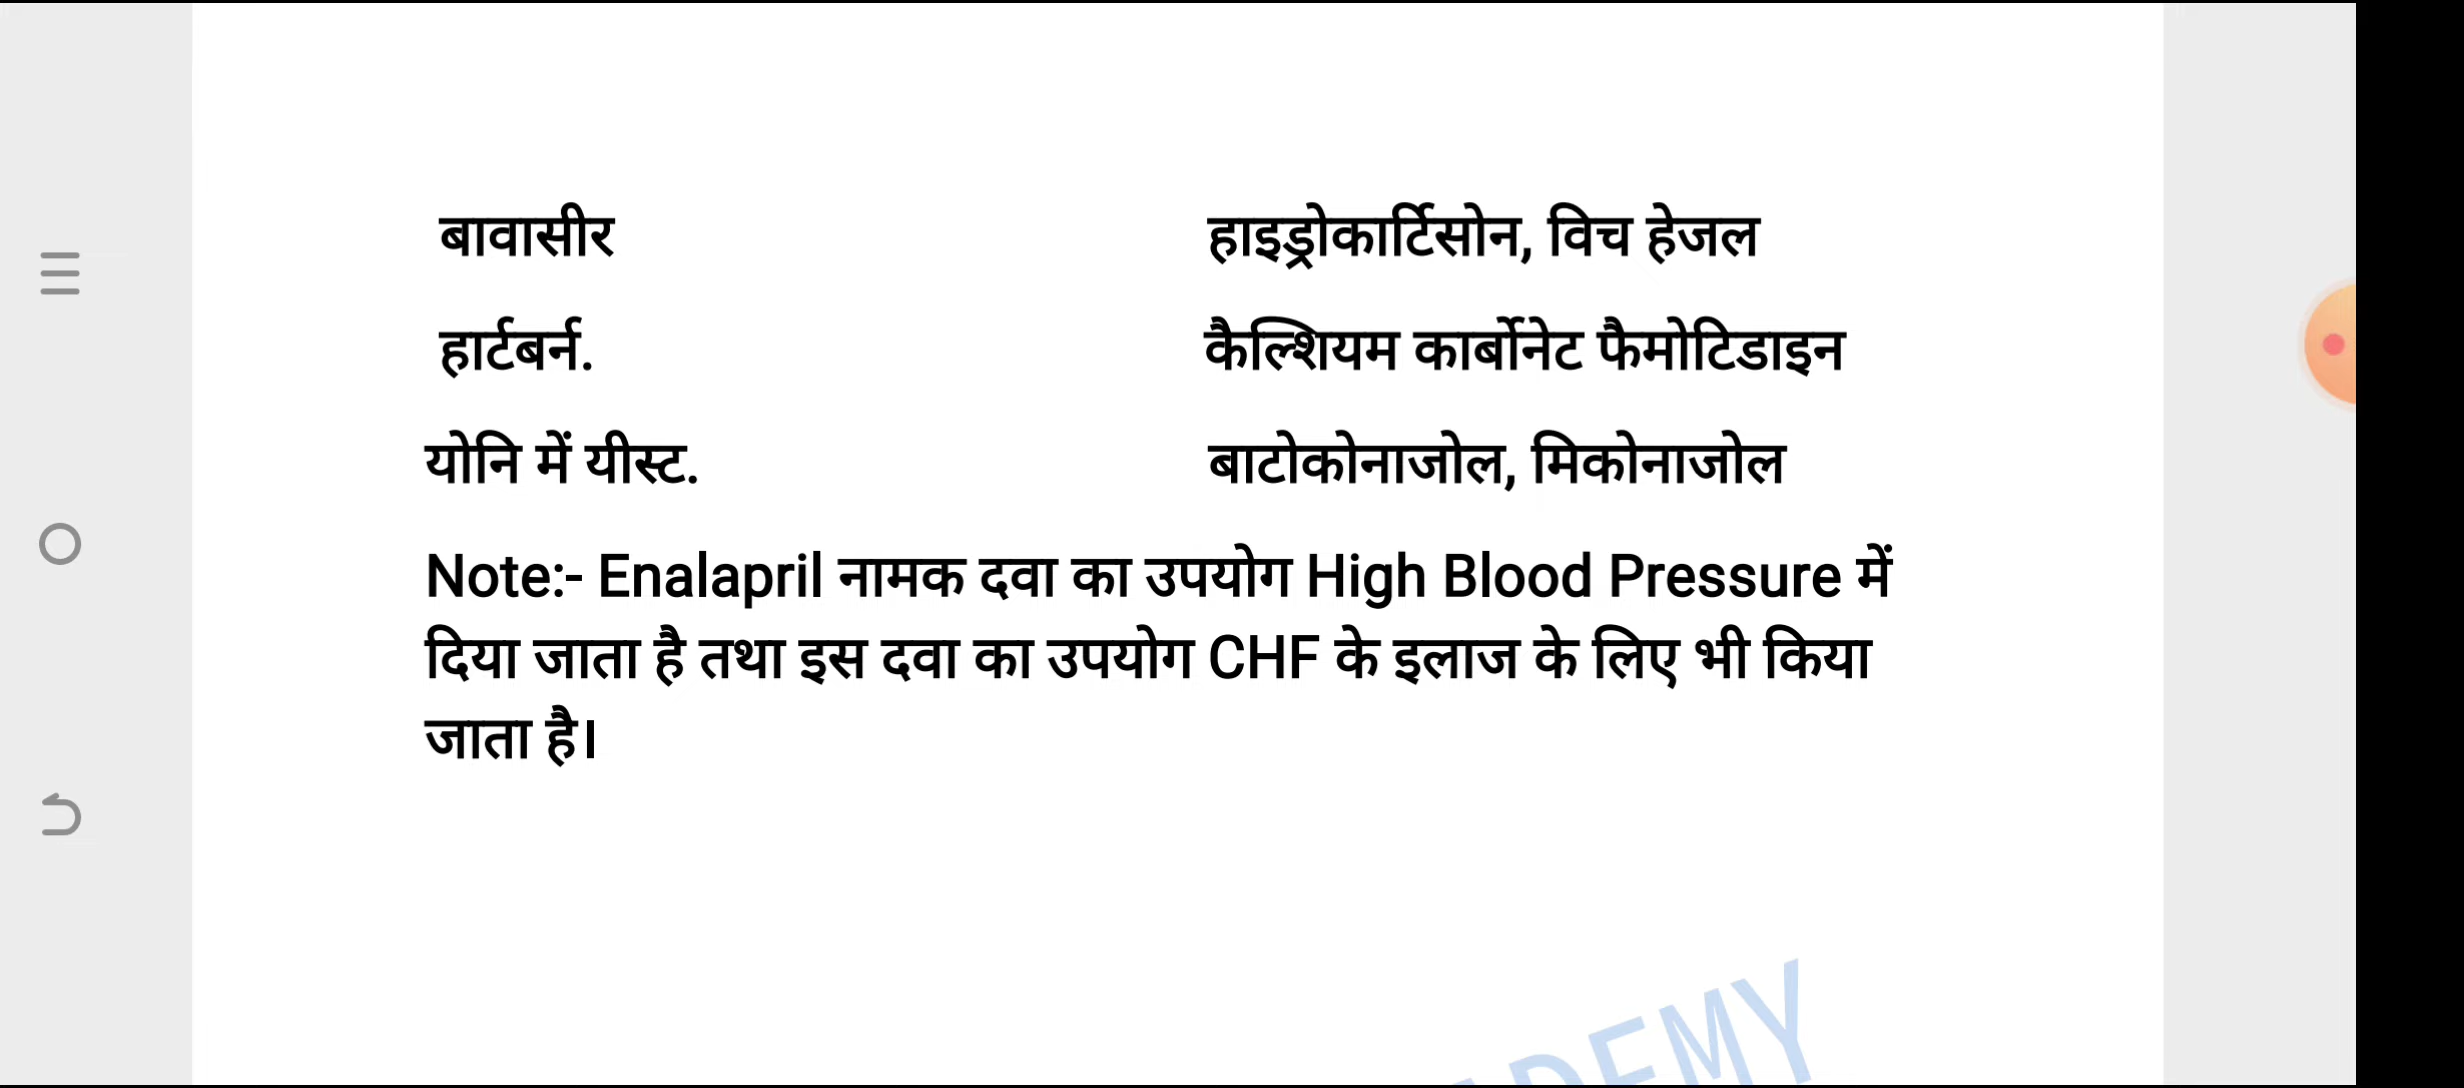 बावासीर हाइड्रोकार्टिसोन, विच हेजल
हार्टबर्न. कैल्शियम कार्बोनेट फैमोटिडाइन
योनि में यीस्ट. बाटोकोनाजोल, मिकोनाजोल
Note:- Enalapril नामक दवा का उपयोग High Blood Pressure में
दिया जाता है तथा इस दवा का उपयोग CHF के इलाज के लिए भी किया
जाता है।